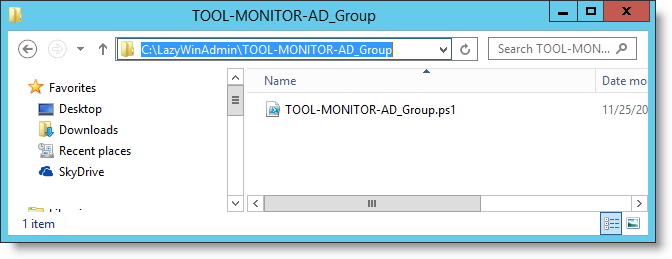 TOOL-MONITOR-AD_Group
C:\LazyWinAdmin\TOOL-MONITOR-AD_Group
Search TOOL-MON...
Favorites
Desktop
Downloads
Recent places
SkyDrive
Name
Date mo
TOOL-MONITOR-AD_Group.ps1
11/25/20
1 item